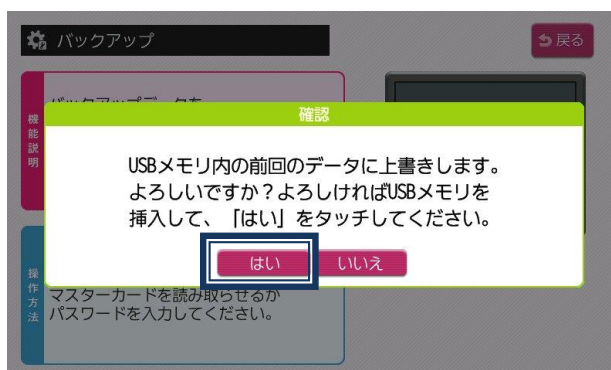 バックアップ
戻る
機能説明
確認
USBメモリ内の前回のデータに上書きします。
よろしいですか？よろしければUSBメモリを
挿入して、「はい」をタッチしてください。
はい
いいえ
操作方法
マスターカードを読み取らせるか
パスワードを入力してください。